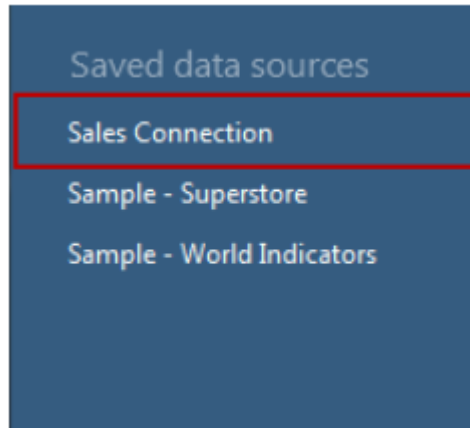 Saved data sources
Sales Connection
Sample - Superstore
Sample - World Indicators